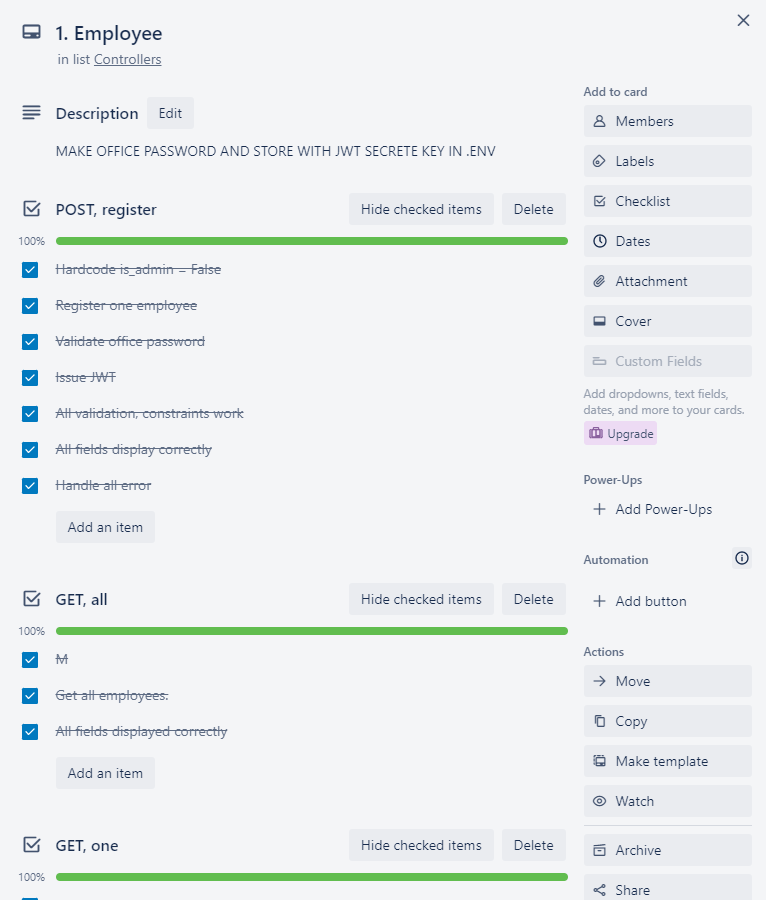 1. Employee
in list Controllers
Description
Edit
MAKE OFFICE PASSWORD AND STORE WITH JWT SECRETE KEY IN .ENV
POST, register
Hide checked items
Delete
100%
Hardcode is_admin = False
Register one employee
Validate office password
Issue JWT
All validation, constraints work
All fields display correctly
Handle all error
Add an item
GET, all
Hide checked items
Delete
100%
M
Get all employees.
All fields displayed correctly
Add an item
GET, one
Hide checked items
Delete
100%
Add to card
Members
Labels
Checklist
Dates
Attachment
Cover
Custom Fields
Add dropdowns, text fields,
dates, and more to your cards.
Upgrade
Power-Ups
Add Power-Ups
Automation
Add button
Actions
Move
Copy
Make template
Watch
Archive
Share